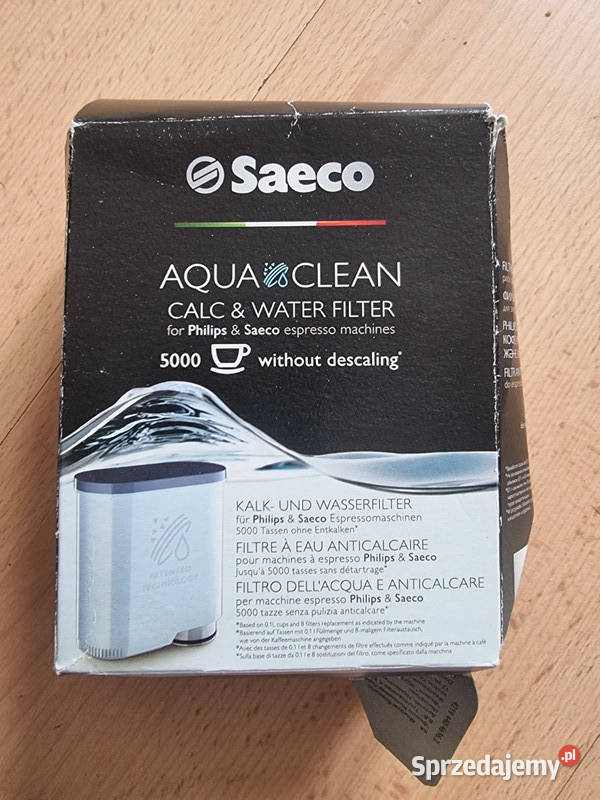 Saeco
AQUA CLEAN
CALC & WATER FILTER
for Philips & Saeco espresso machines
5000 without descaling*
KALK- UND WASSERFILTER
für Philips & Saeco Espressomaschinen
5000 Tassen ohne Entkalken*
FILTRE À EAU ANTICALCAIRE
pour machines à espresso Philips & Saeco
Jusqu'à 5000 tasses sans détartrage*
FILTRO DELL'ACQUA E ANTICALCARE
per macchine espresso Philips & Saeco
5000 tazze senza pulizia anticalcare*
*Based on 0.1L cups and 8 filters replacement as indicated by the machine
*Basierend auf Tassen mit 0,1 l Füllmenge und 8-maligem Filteraustausch,
wie von der Kaffeemaschine angegeben
*Avec des tasses de 0,1 l et 8 changements de filtre effectués comme indiqué par la machine à café
*Sulla base di tazze da 0,1 l e 8 sostituzioni del filtro, come specificato dalla macchina
PATENTED
TECHNOLOGY
Sprzedajemy.pl